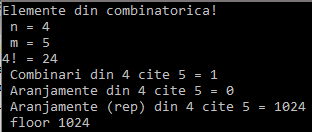 Elemente din combinatorica!
n = 4
m = 5
4! = 24
Combinari din 4 cite 5 = 1
Aranjamente din 4 cite 5 = 0
Aranjamente (rep) din 4 cite 5 = 1024
floor 1024